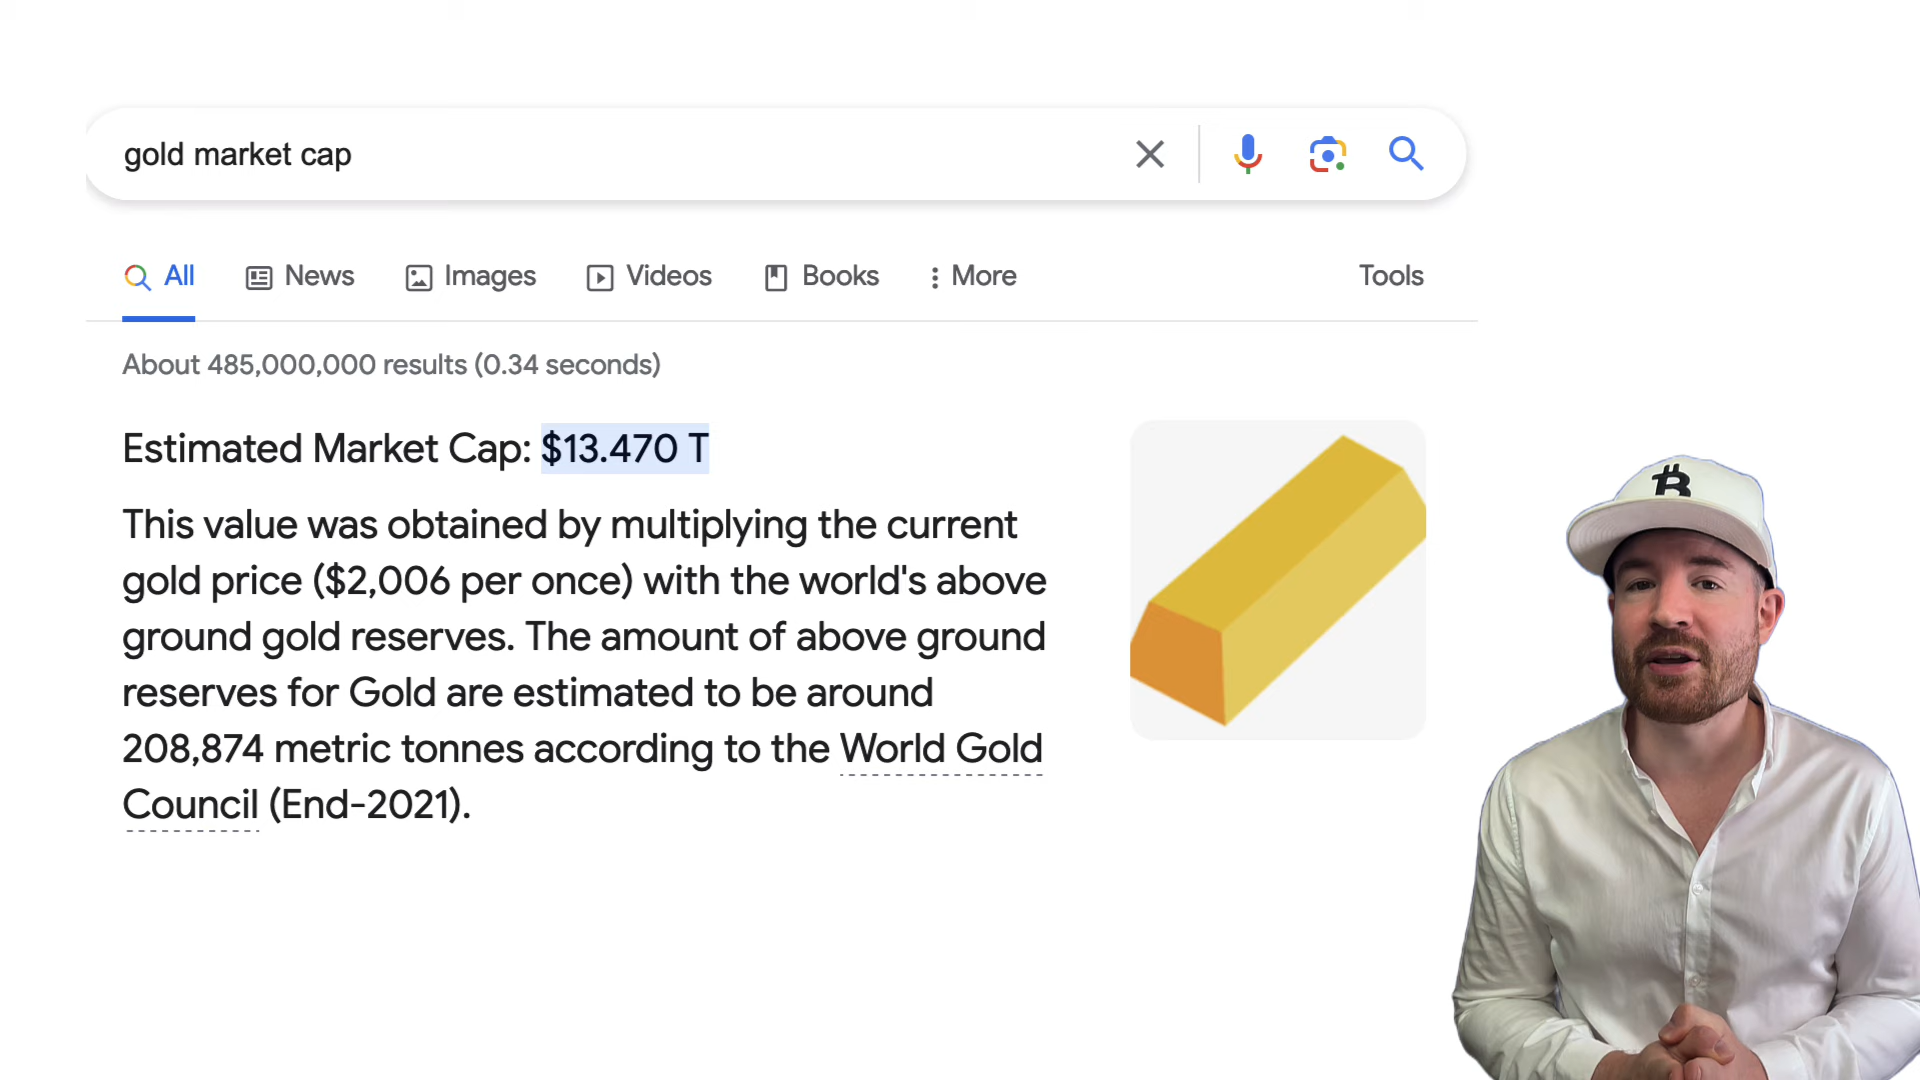 gold market cap
All News Images Videos Books More Tools
About 485,000,000 results (0.34 seconds)
Estimated Market Cap: $13.470 T
This value was obtained by multiplying the current
gold price ($2,006 per once) with the world's above
ground gold reserves. The amount of above ground
reserves for Gold are estimated to be around
208,874 metric tonnes according to the World Gold
Council (End-2021).